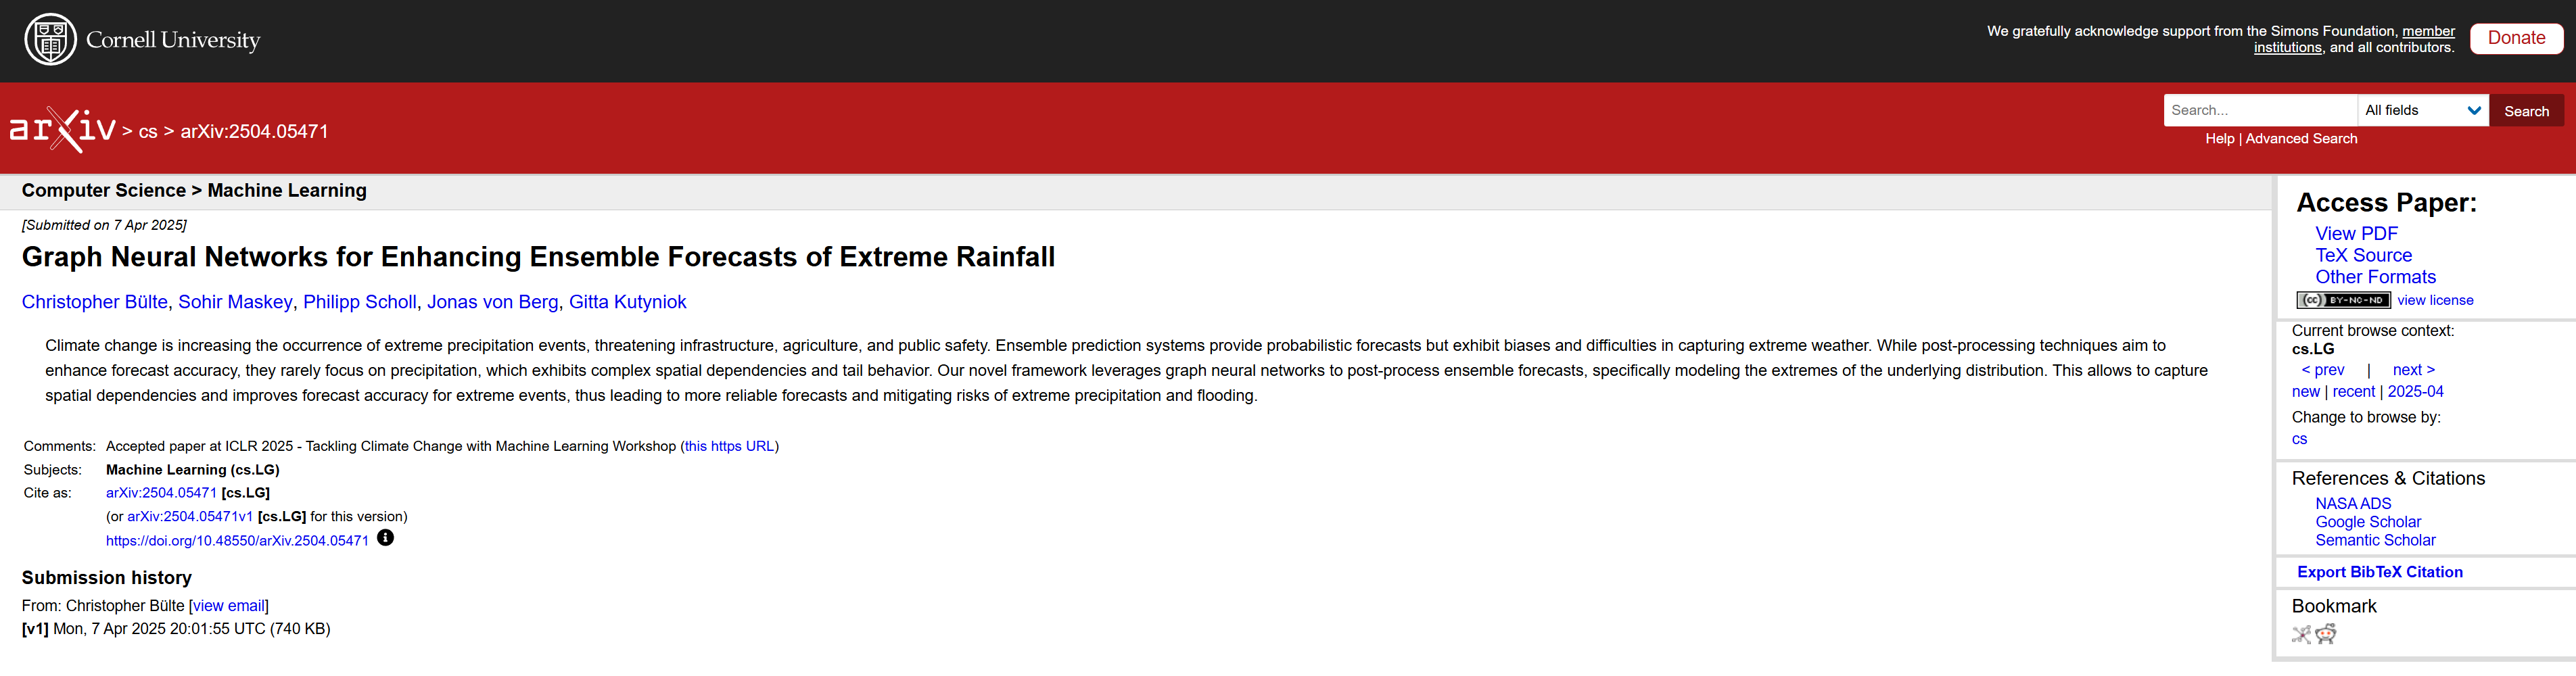 Cornell University
We gratefully acknowledge support from the Simons Foundation, member
institutions, and all contributors.
Donate
arXiv > cs > arXiv:2504.05471
Search...
All fields
Search
Help | Advanced Search
Computer Science > Machine Learning
[Submitted on 7 Apr 2025]
Graph Neural Networks for Enhancing Ensemble Forecasts of Extreme Rainfall
Christopher Bülte, Sohir Maskey, Philipp Scholl, Jonas von Berg, Gitta Kutyniok
Climate change is increasing the occurrence of extreme precipitation events, threatening infrastructure, agriculture, and public safety. Ensemble prediction systems provide probabilistic forecasts but exhibit biases and difficulties in capturing extreme weather. While post-processing techniques aim to
enhance forecast accuracy, they rarely focus on precipitation, which exhibits complex spatial dependencies and tail behavior. Our novel framework leverages graph neural networks to post-process ensemble forecasts, specifically modeling the extremes of the underlying distribution. This allows to capture
spatial dependencies and improves forecast accuracy for extreme events, thus leading to more reliable forecasts and mitigating risks of extreme precipitation and flooding.
Comments: Accepted paper at ICLR 2025 - Tackling Climate Change with Machine Learning Workshop (this https URL)
Subjects: Machine Learning (cs.LG)
Cite as: arXiv:2504.05471 [cs.LG]
(or arXiv:2504.05471v1 [cs.LG] for this version)
https://doi.org/10.48550/arXiv.2504.05471
Submission history
From: Christopher Bülte [view email]
[v1] Mon, 7 Apr 2025 20:01:55 UTC (740 KB)
Access Paper:
View PDF
TeX Source
Other Formats
(cc) BY-NC-ND view license
Current browse context:
cs.LG
< prev | next >
new | recent | 2025-04
Change to browse by:
cs
References & Citations
NASA ADS
Google Scholar
Semantic Scholar
Export BibTeX Citation
Bookmark